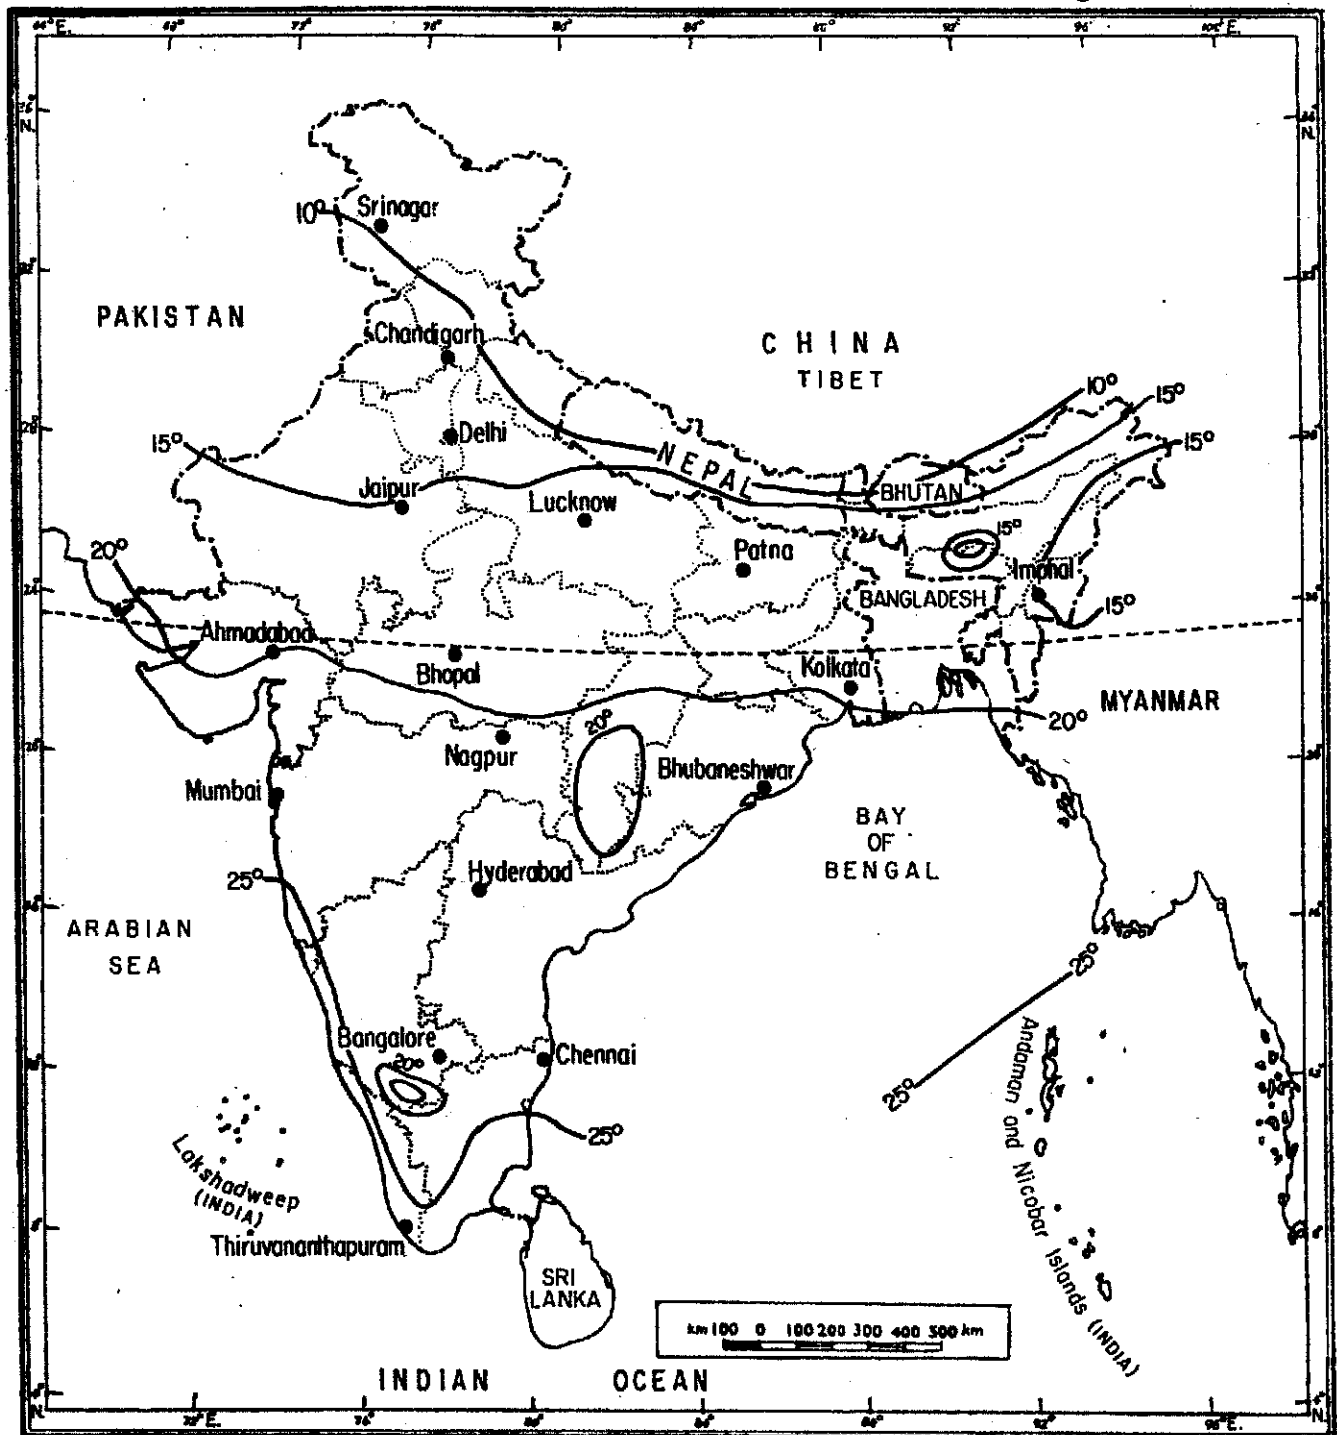 10° Srinagar
PAKISTAN
Chandigarh
CHINA
TIBET
10°
15°
15°
15°
Delhi
NEPAL
Jaipur
Lucknow
BHUTAN
20°
Patna
15°
Imphal
BANGLADESH
15°
Ahmadabad
Bhopal
Kolkata
MYANMAR
20°
20°
Nagpur
Bhubaneshwar
Mumbai
BAY
OF
BENGAL
25°
Hyderabad
ARABIAN
SEA
25°
Bangalore
20°
Chennai
25°
25°
Andaman and Nicobar Islands (INDIA)
Lakshadweep
(INDIA)
Thiruvananthapuram
SRI
LANKA
km 100 0 100 200 300 400 500 km
INDIAN OCEAN